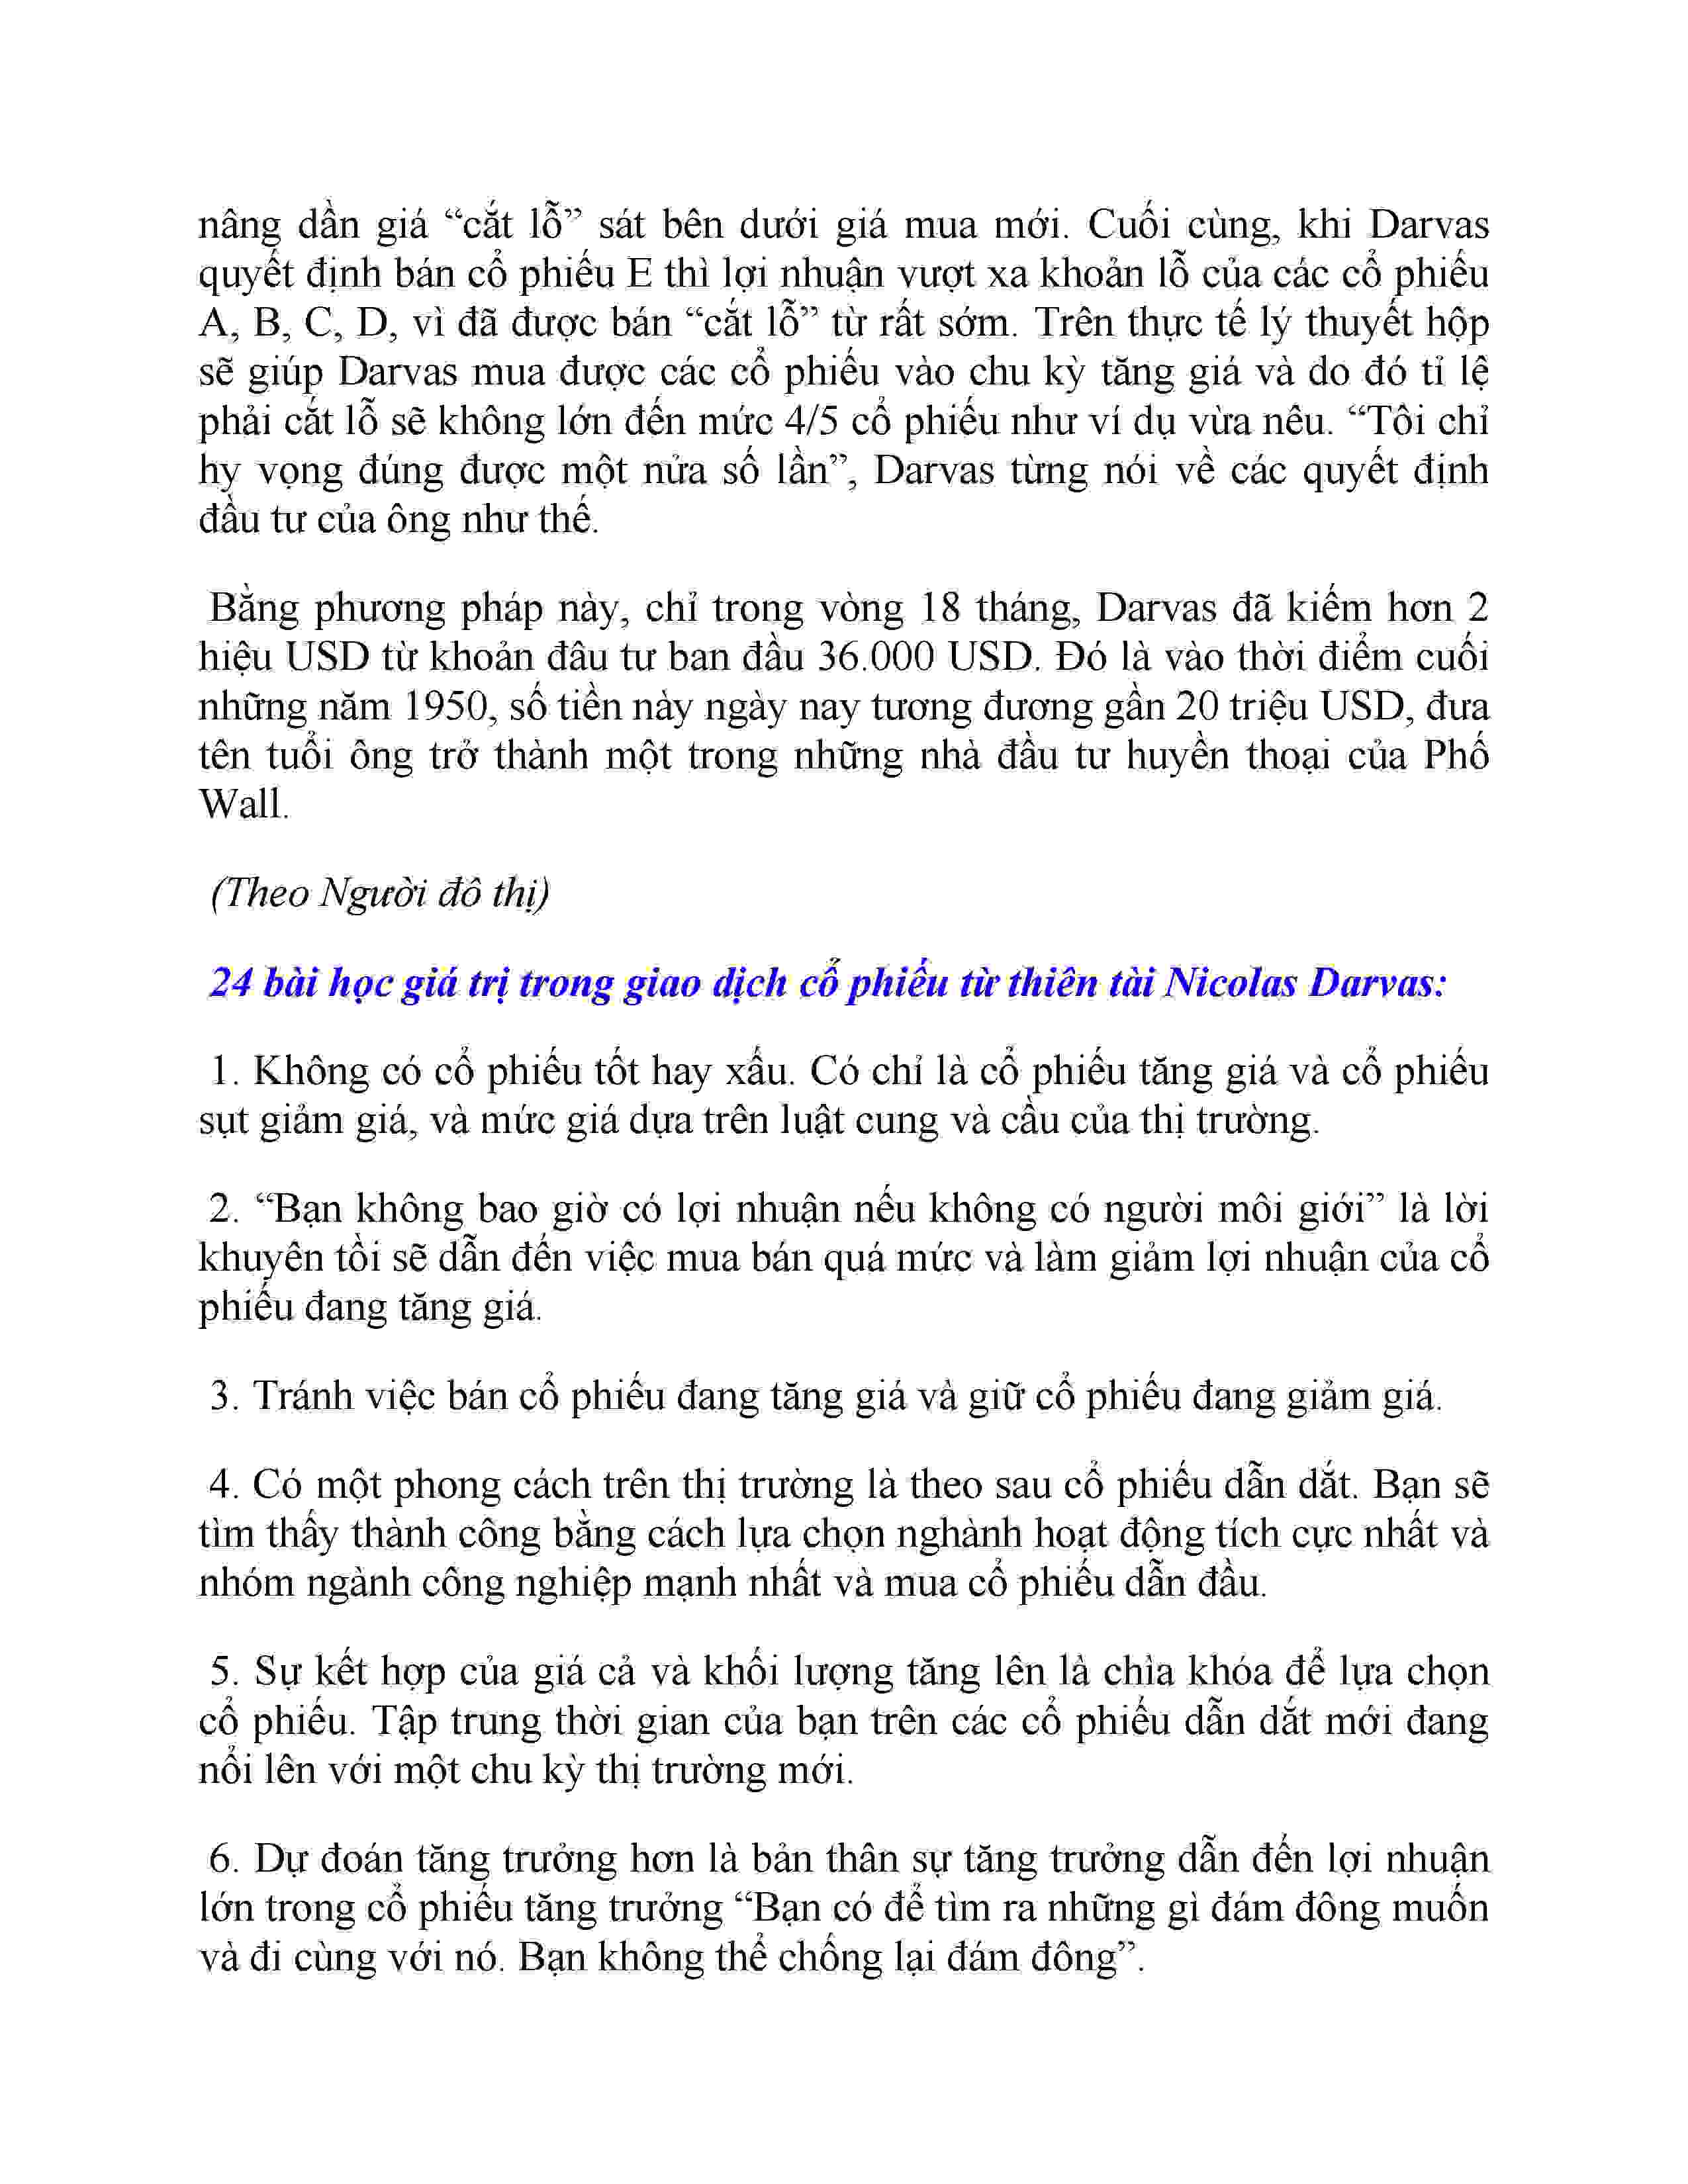 nâng dần giá “cắt lỗ” sát bên dưới giá mua mới. Cuối cùng, khi Darvas
quyết định bán cổ phiếu E thì lợi nhuận vượt xa khoản lỗ của các cổ phiếu
A, B, C, D, vì đã được bán “cắt lỗ” từ rất sớm. Trên thực tế lý thuyết hộp
sẽ giúp Darvas mua được các cổ phiếu vào chu kỳ tăng giá và do đó tỉ lệ
phải cắt lỗ sẽ không lớn đến mức 4/5 cổ phiếu như ví dụ vừa nêu. “Tôi chỉ
hy vọng đúng được một nửa số lần”, Darvas từng nói về các quyết định
đầu tư của ông như thế.
Bằng phương pháp này, chỉ trong vòng 18 tháng, Darvas đã kiếm hơn 2
hiệu USD từ khoản đâu tư ban đầu 36.000 USD. Đó là vào thời điểm cuối
những năm 1950, số tiền này ngày nay tương đương gần 20 triệu USD, đưa
tên tuổi ông trở thành một trong những nhà đầu tư huyền thoại của Phố
Wall.
(Theo Người đô thị)
24 bài học giá trị trong giao dịch cổ phiếu từ thiên tài Nicolas Darvas:
1. Không có cổ phiếu tốt hay xấu. Có chỉ là cổ phiếu tăng giá và cổ phiếu
sụt giảm giá, và mức giá dựa trên luật cung và cầu của thị trường.
2. “Bạn không bao giờ có lợi nhuận nếu không có người môi giới” là lời
khuyên tồi sẽ dẫn đến việc mua bán quá mức và làm giảm lợi nhuận của cổ
phiếu đang tăng giá.
3. Tránh việc bán cổ phiếu đang tăng giá và giữ cổ phiếu đang giảm giá.
4. Có một phong cách trên thị trường là theo sau cổ phiếu dẫn dắt. Bạn sẽ
tìm thấy thành công bằng cách lựa chọn nghành hoạt động tích cực nhất và
nhóm ngành công nghiệp mạnh nhất và mua cổ phiếu dẫn đầu.
5. Sự kết hợp của giá cả và khối lượng tăng lên là chìa khóa để lựa chọn
cổ phiếu. Tập trung thời gian của bạn trên các cổ phiếu dẫn dắt mới đang
nổi lên với một chu kỳ thị trường mới.
6. Dự đoán tăng trưởng hơn là bản thân sự tăng trưởng dẫn đến lợi nhuận
lớn trong cổ phiếu tăng trưởng “Bạn có để tìm ra những gì đám đông muốn
và đi cùng với nó. Bạn không thể chống lại đám đông”.